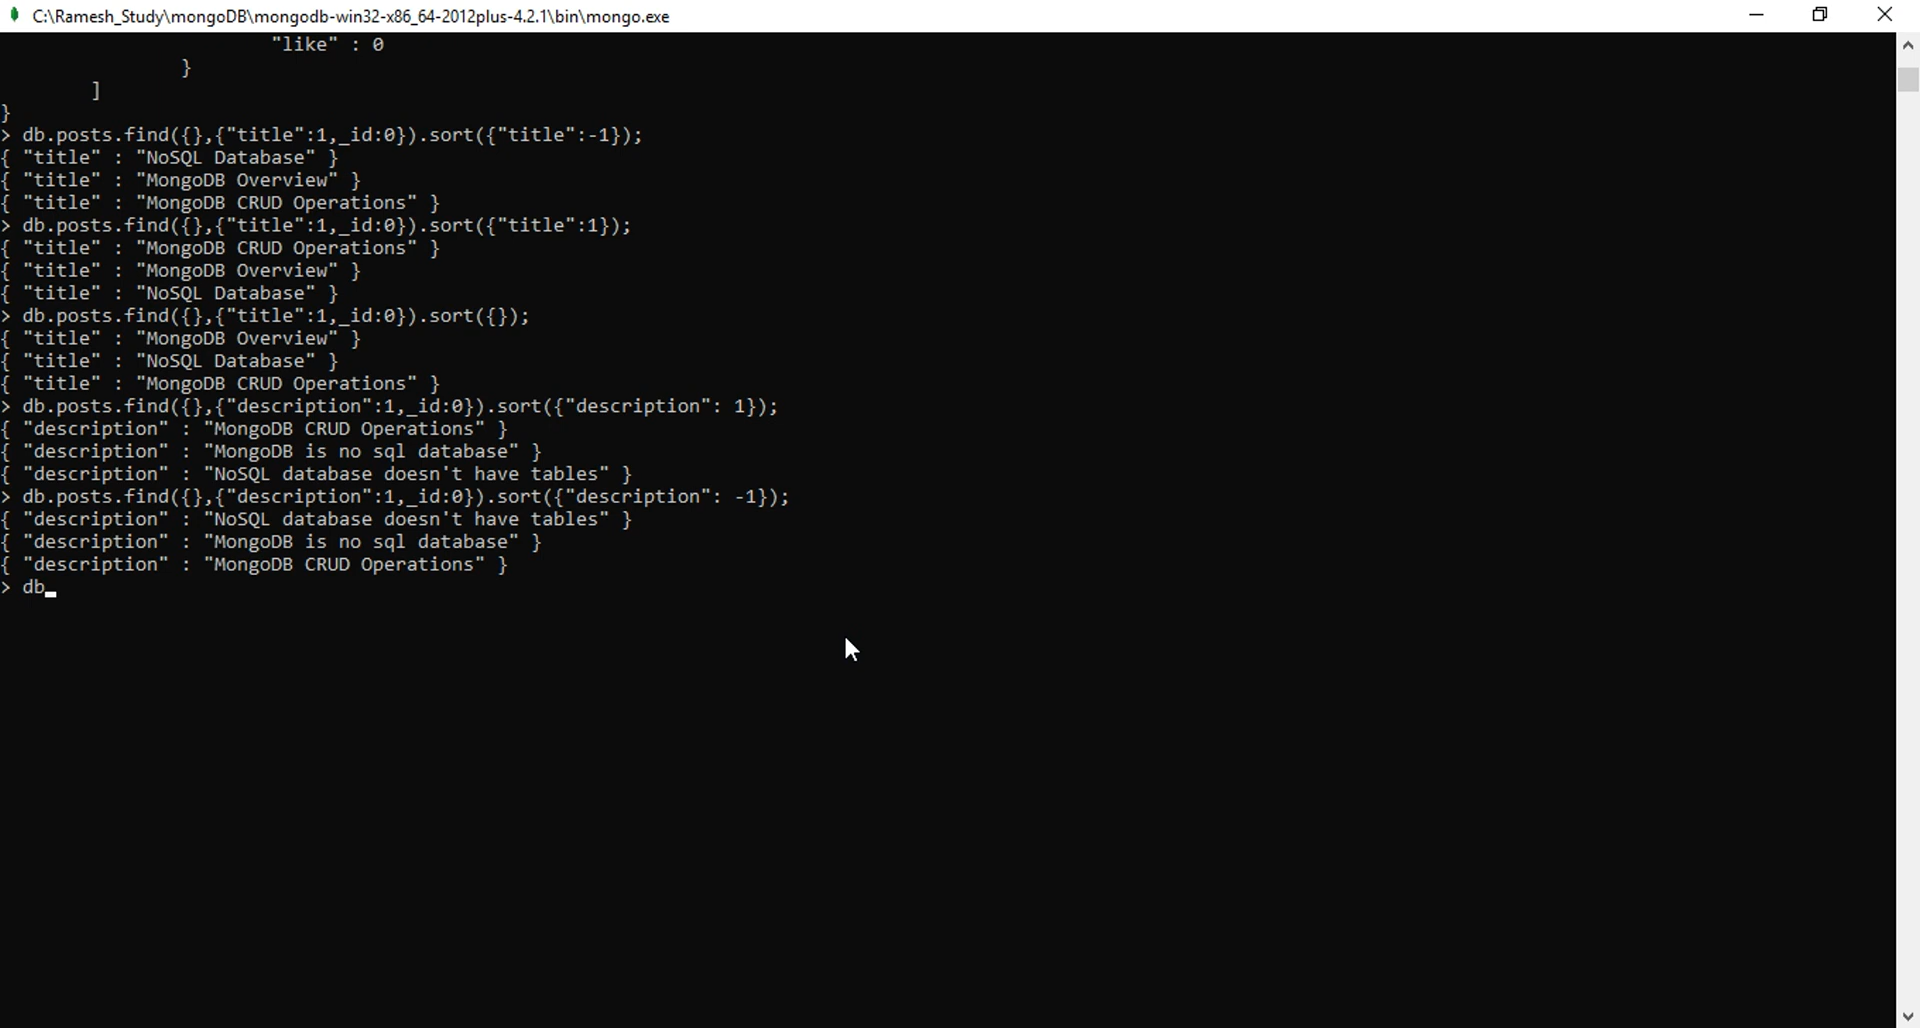 C:\Ramesh_Study\mongoDB\mongodb-win32-x86_64-2012plus-4.2.1\bin\mongo.exe
"like" : 0
}
]
}
> db.posts.find({},{"title":1,_id:0}).sort({"title":-1});
{ "title" : "NoSQL Database" }
{ "title" : "MongoDB Overview" }
{ "title" : "MongoDB CRUD Operations" }
> db.posts.find({},{"title":1,_id:0}).sort({"title":1});
{ "title" : "MongoDB CRUD Operations" }
{ "title" : "MongoDB Overview" }
{ "title" : "NoSQL Database" }
> db.posts.find({},{"title":1,_id:0}).sort({});
{ "title" : "MongoDB Overview" }
{ "title" : "NoSQL Database" }
{ "title" : "MongoDB CRUD Operations" }
> db.posts.find({},{"description":1,_id:0}).sort({"description": 1});
{ "description" : "MongoDB CRUD Operations" }
{ "description" : "MongoDB is no sql database" }
{ "description" : "NoSQL database doesn't have tables" }
> db.posts.find({},{"description":1,_id:0}).sort({"description": -1});
{ "description" : "NoSQL database doesn't have tables" }
{ "description" : "MongoDB is no sql database" }
{ "description" : "MongoDB CRUD Operations" }
> db